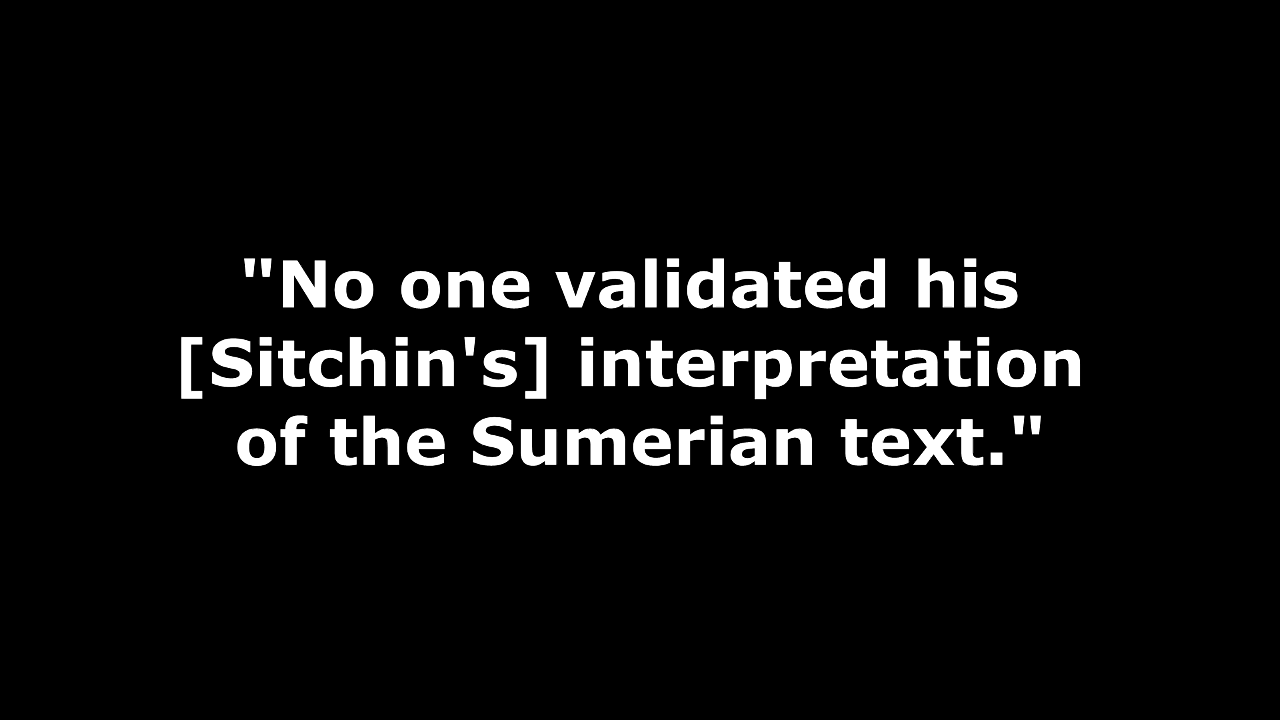 "No one validated his
[Sitchin's] interpretation
of the Sumerian text."